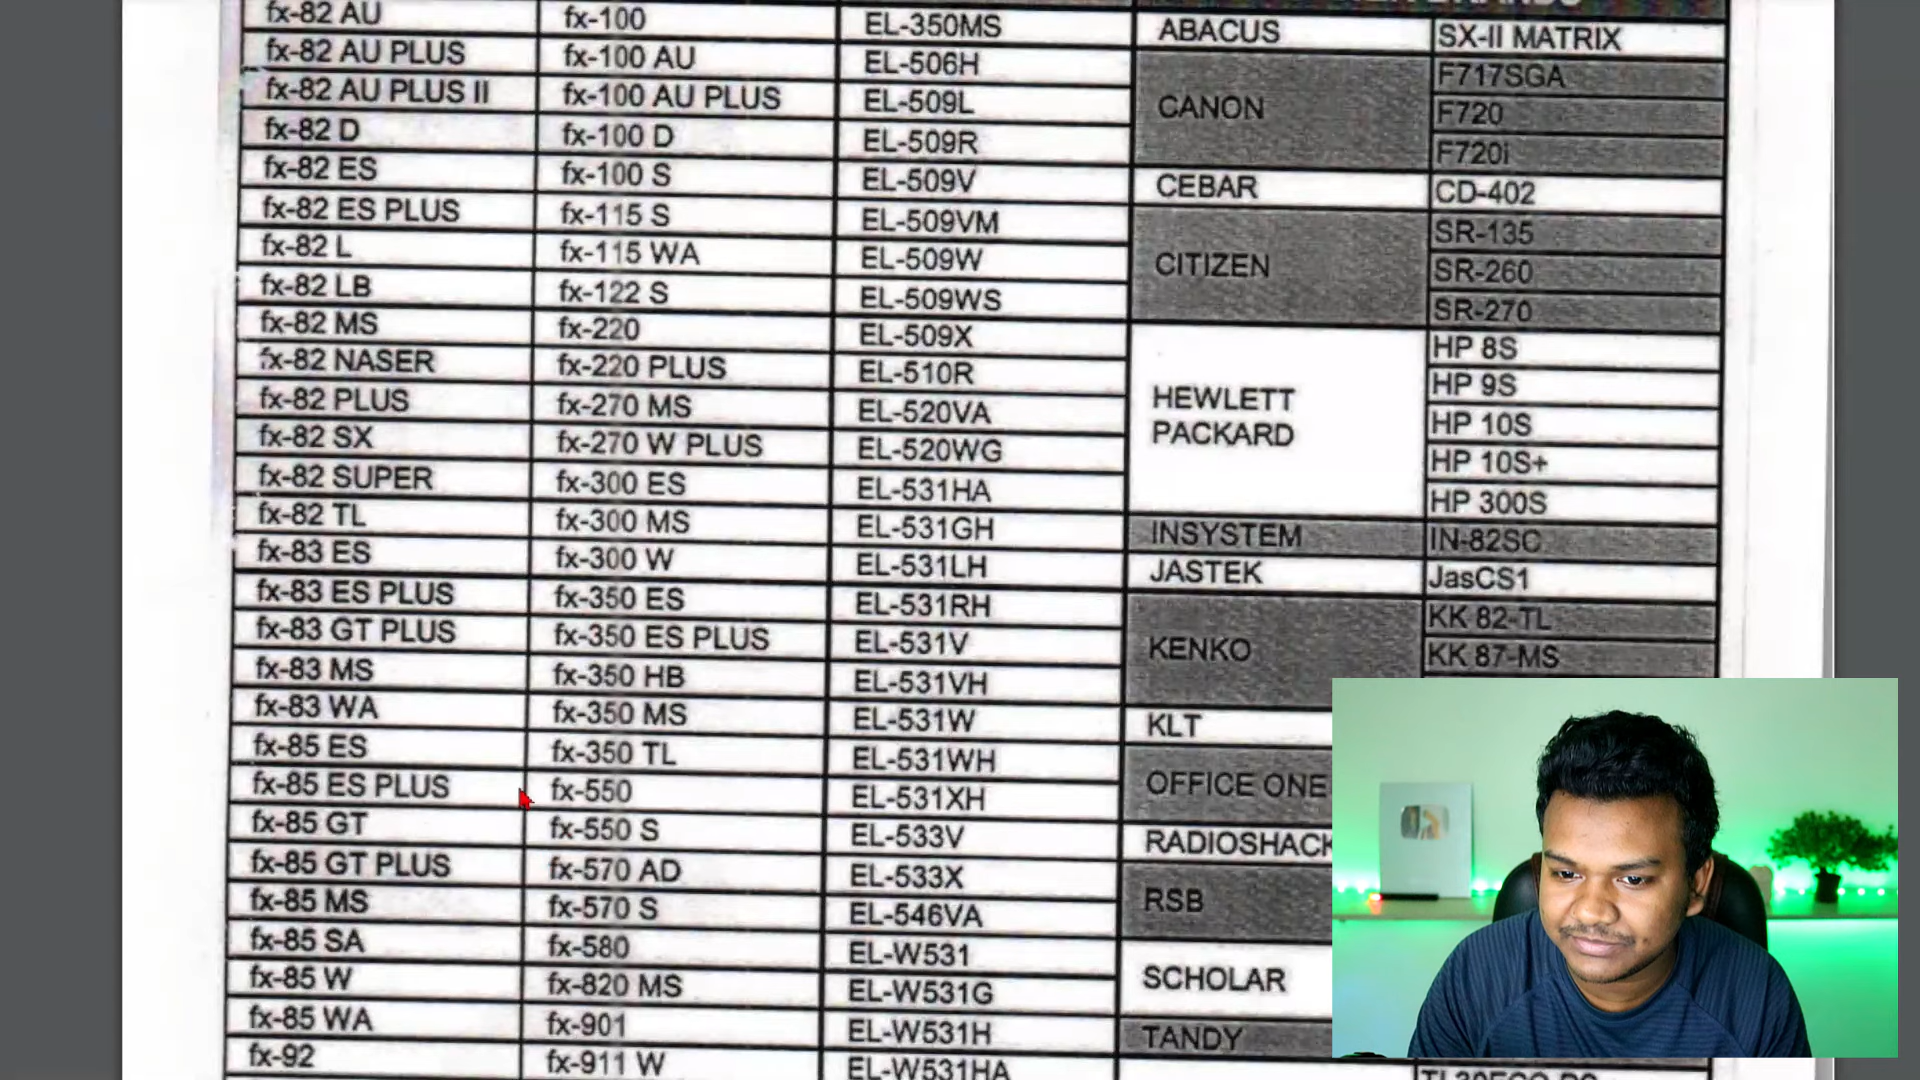 fx-82 AU fx-100 EL-350MS ABACUS SX-II MATRIX
fx-82 AU PLUS fx-100 AU EL-506H CANON F717SGA
fx-82 AU PLUS II fx-100 AU PLUS EL-509L F720
fx-82 D fx-100 D EL-509R F720i
fx-82 ES fx-100 S EL-509V CEBAR CD-402
fx-82 ES PLUS fx-115 S EL-509VM CITIZEN SR-135
fx-82 L fx-115 WA EL-509W SR-260
fx-82 LB fx-122 S EL-509WS SR-270
fx-82 MS fx-220 EL-509X HEWLETT PACKARD HP 8S
fx-82 NASER fx-220 PLUS EL-510R HP 9S
fx-82 PLUS fx-270 MS EL-520VA HP 10S
fx-82 SX fx-270 W PLUS EL-520WG HP 10S+
fx-82 SUPER fx-300 ES EL-531HA HP 300S
fx-82 TL fx-300 MS EL-531GH INSYSTEM IN-82SC
fx-83 ES fx-300 W EL-531LH JASTEK JasCS1
fx-83 ES PLUS fx-350 ES EL-531RH KENKO KK 82-TL
fx-83 GT PLUS fx-350 ES PLUS EL-531V KK 87-MS
fx-83 MS fx-350 HB EL-531VH
fx-83 WA fx-350 MS EL-531W KLT
fx-85 ES fx-350 TL EL-531WH OFFICE ONE
fx-85 ES PLUS fx-550 EL-531XH
fx-85 GT fx-550 S EL-533V RADIOSHACK
fx-85 GT PLUS fx-570 AD EL-533X RSB
fx-85 MS fx-570 S EL-546VA
fx-85 SA fx-580 EL-W531 SCHOLAR
fx-85 W fx-820 MS EL-W531G
fx-85 WA fx-901 EL-W531H TANDY
fx-92 fx-911 W EL-W531HA